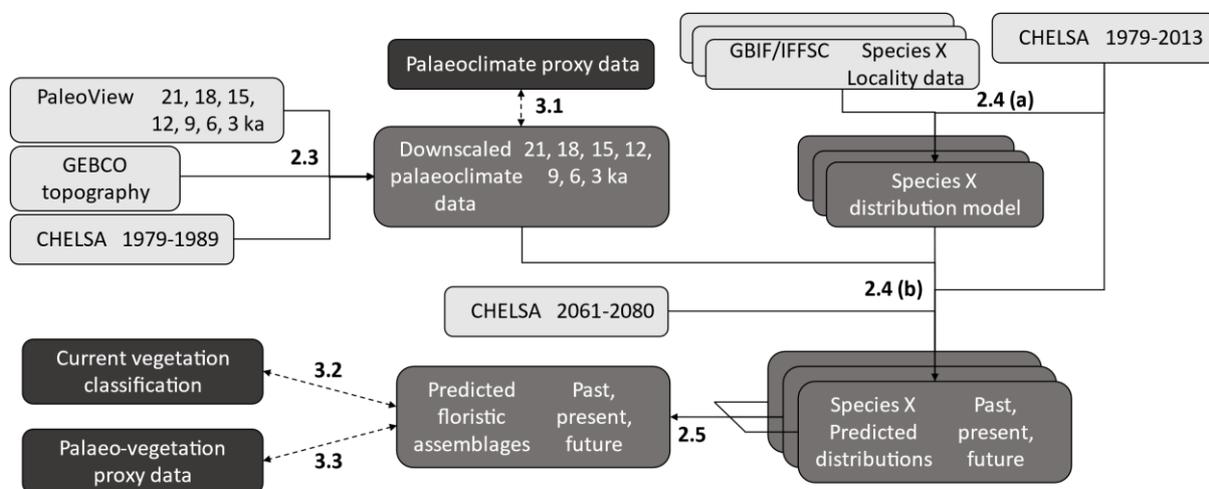 GBIF/IFFSC Species X
Locality data
CHELSA 1979-2013
Palaeoclimate proxy data
PaleoView 21, 18, 15,
12, 9, 6, 3 ka
3.1
2.4 (a)
2.3
GEBCO
topography
Downscaled 21, 18, 15, 12,
palaeoclimate 9, 6, 3 ka
data
Species X
distribution model
CHELSA 1979-1989
2.4 (b)
CHELSA 2061-2080
Current vegetation
classification
3.2
Predicted Past,
floristic present,
assemblages future
2.5
Species X Past,
Predicted present,
distributions future
Palaeo-vegetation
proxy data
3.3